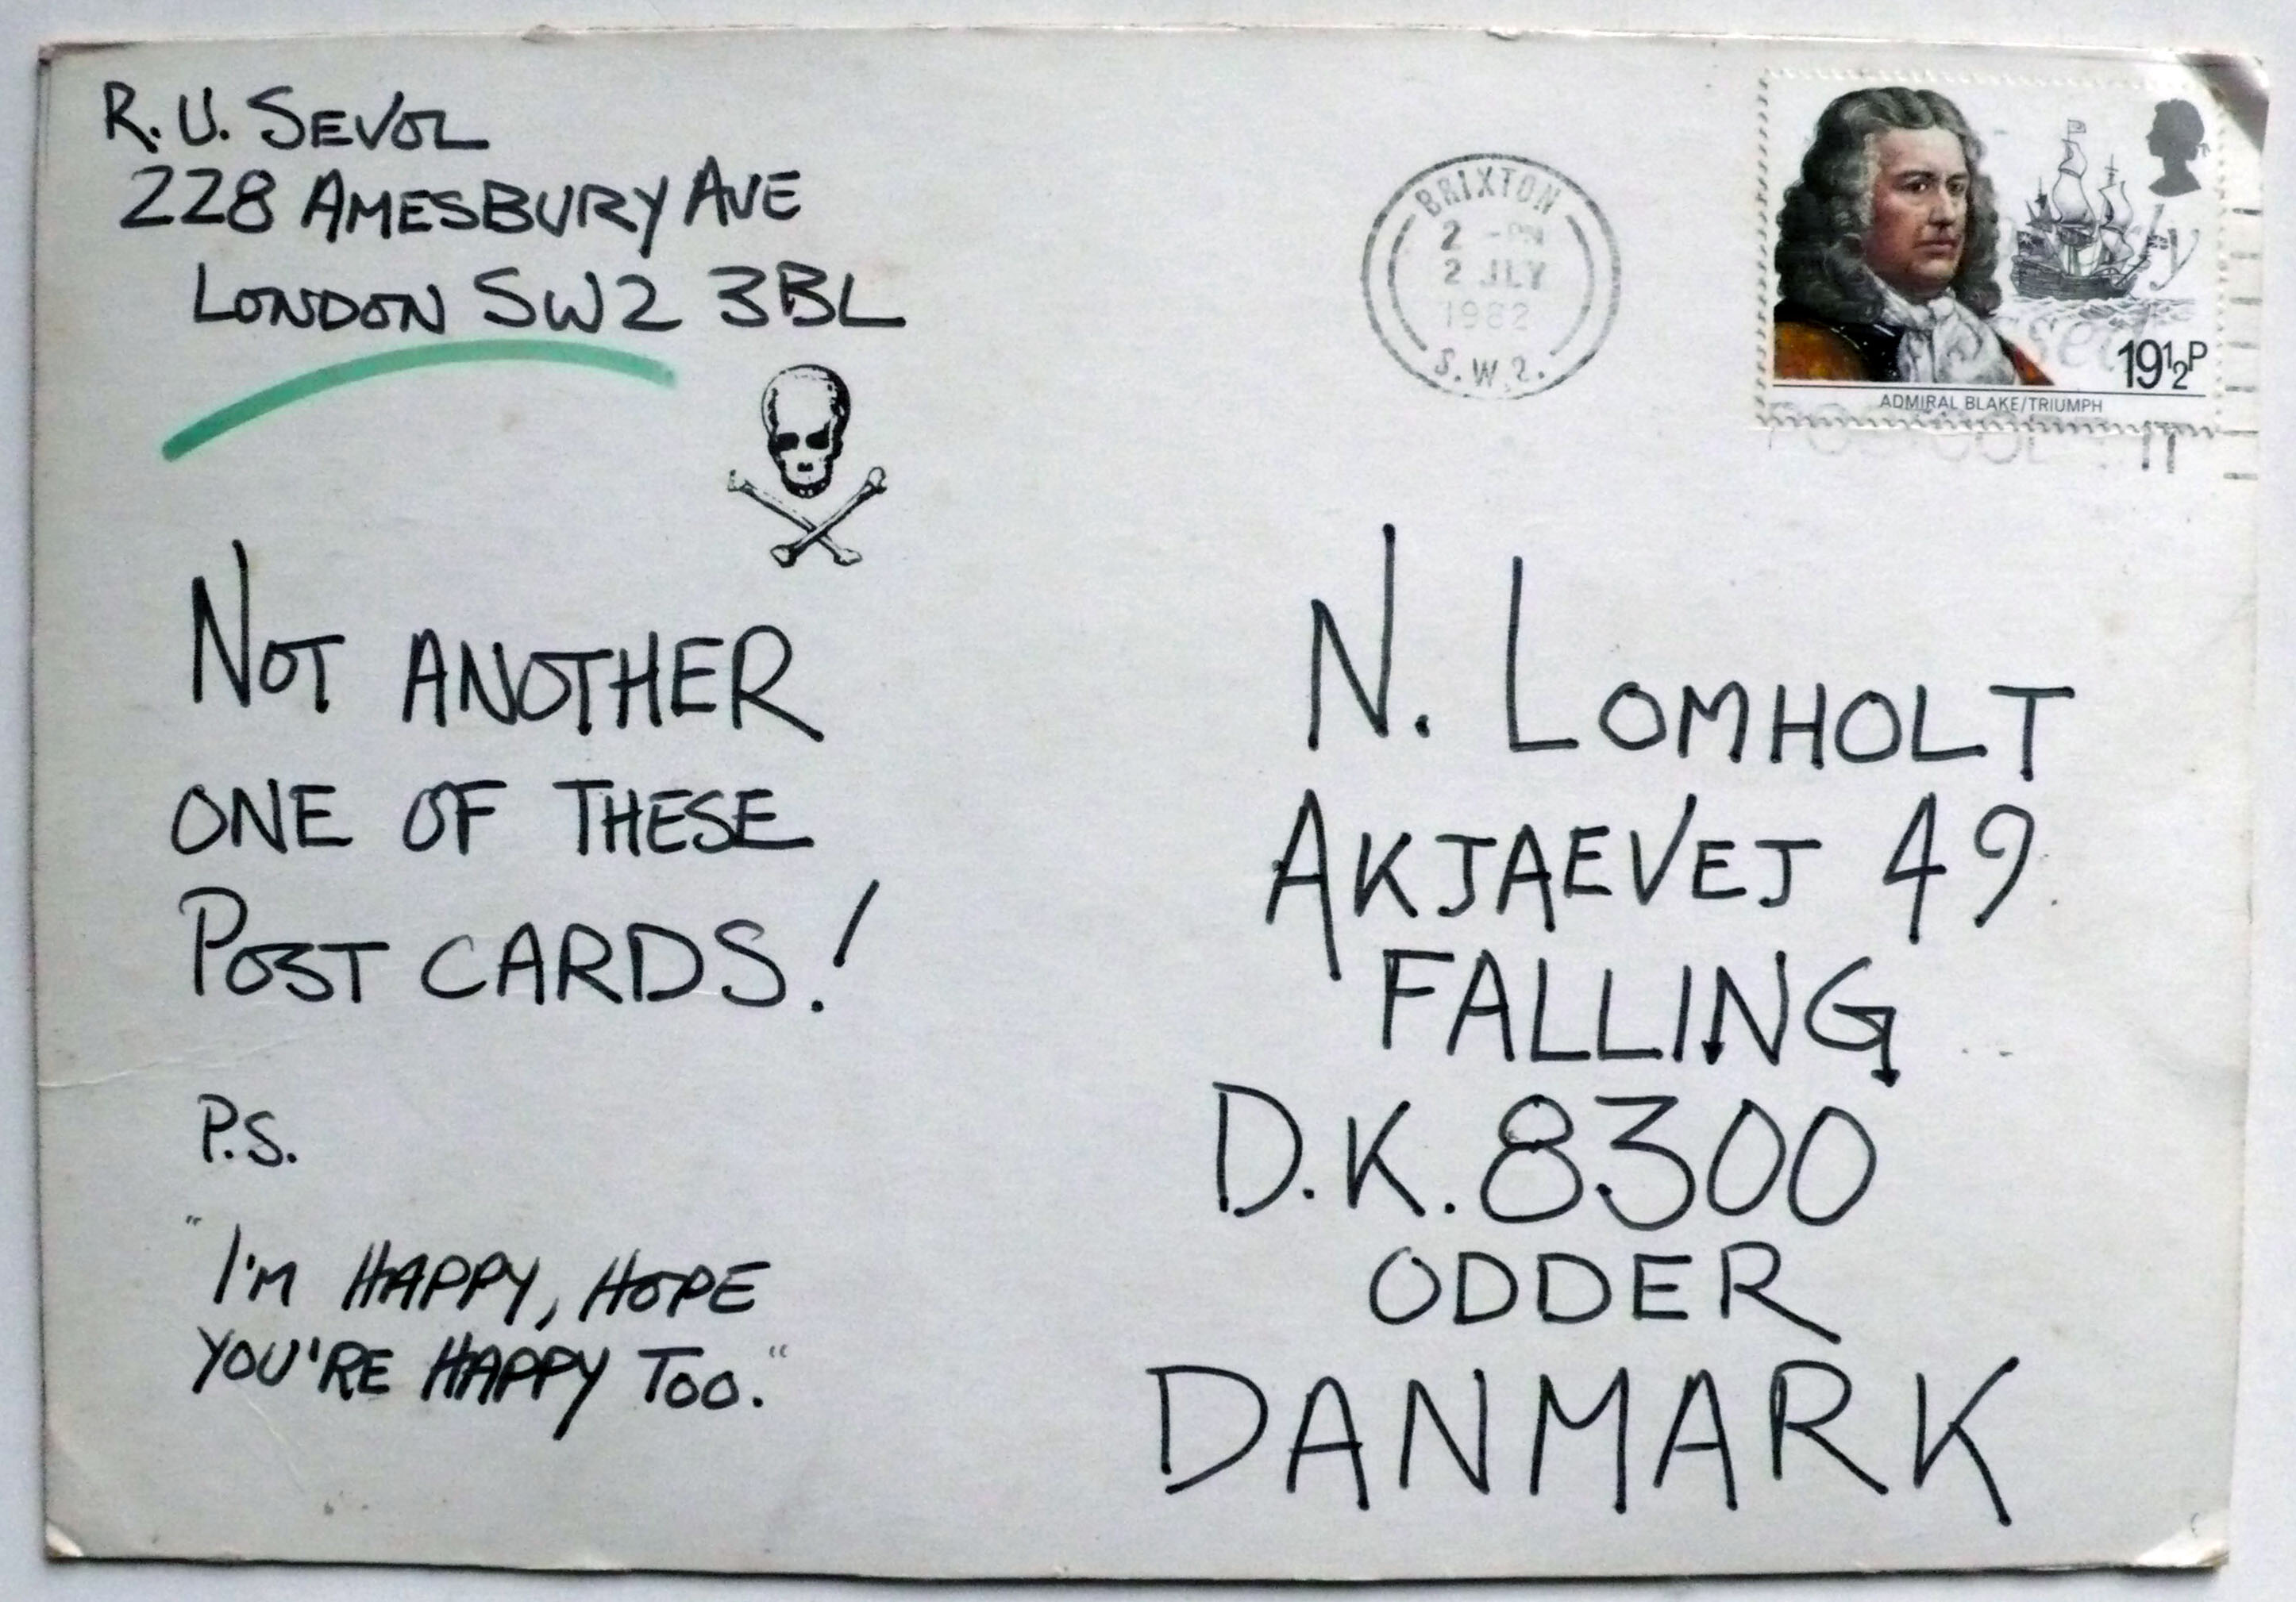 R. U. SEVOL
228 AMESBURY AVE
LONDON SW2 3BL
NOT ANOTHER
ONE OF THESE
POST CARDS!
P.S.
"I'M HAPPY, HOPE
YOU'RE HAPPY TOO."
BRIXTON
2 -PM
2 JLY
1982
S.W.2.
19½P
ADMIRAL BLAKE/TRIUMPH
N. LOMHOLT
AKJAEVEJ 49
FALLING
D.K. 8300
ODDER
DANMARK